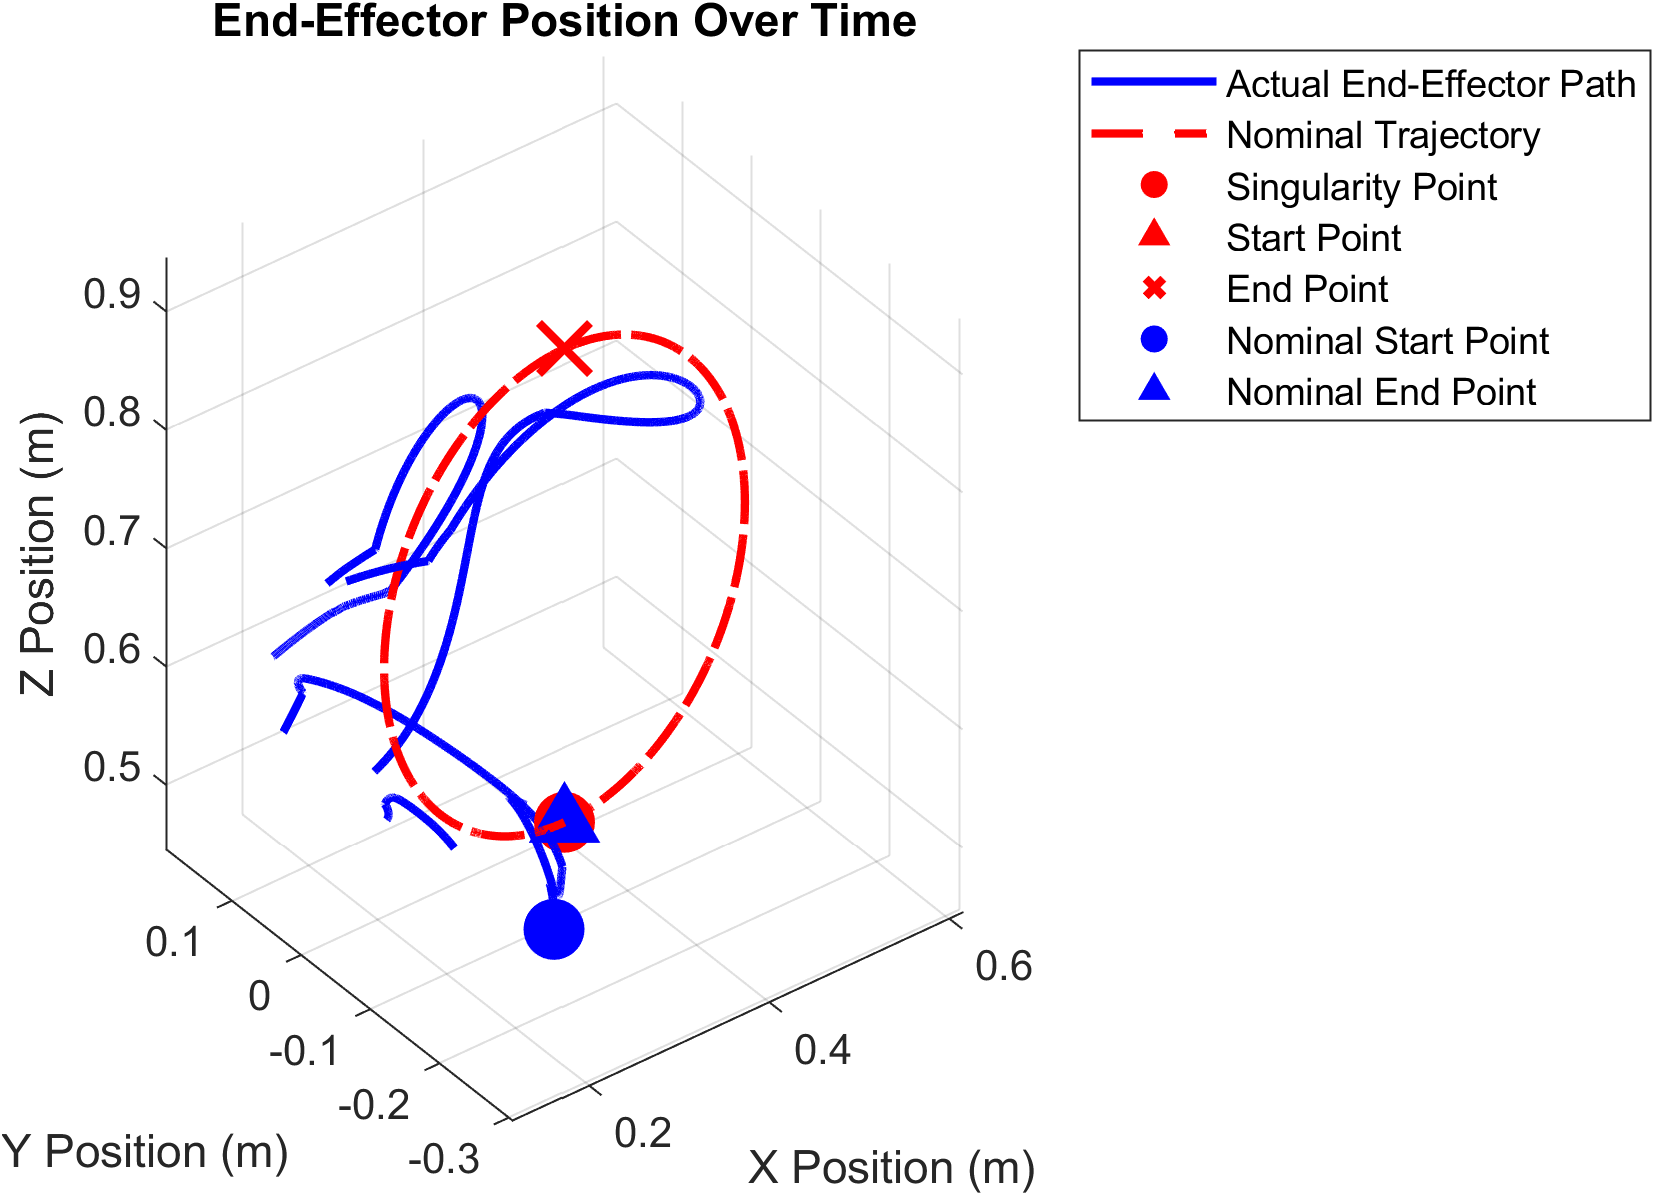 End-Effector Position Over Time
Actual End-Effector Path
Nominal Trajectory
Singularity Point
Start Point
End Point
Nominal Start Point
Nominal End Point
0.9
0.8
0.7
0.6
0.5
Z Position (m)
0.1
0
-0.1
-0.2
-0.3
Y Position (m)
0.2
0.4
0.6
X Position (m)